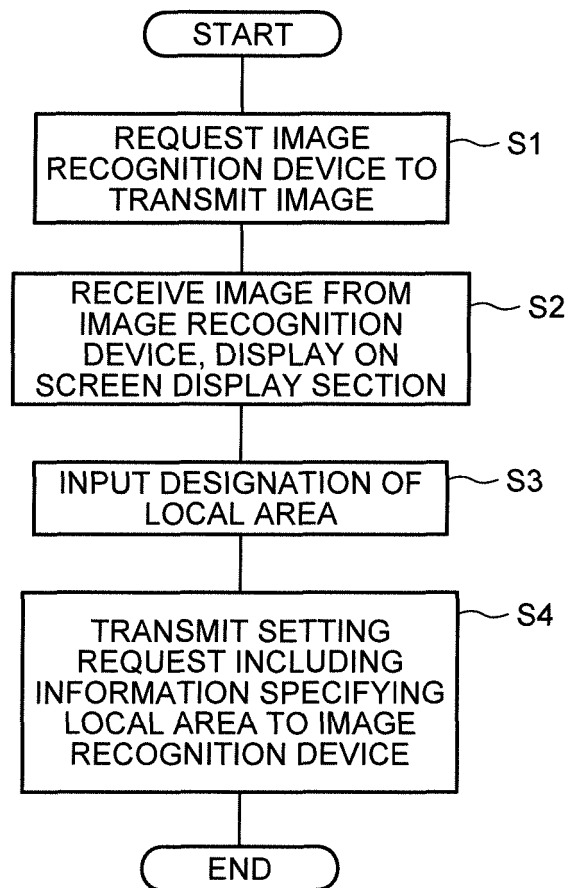 START
REQUEST IMAGE
RECOGNITION DEVICE TO
TRANSMIT IMAGE
S1
RECEIVE IMAGE FROM
IMAGE RECOGNITION
DEVICE, DISPLAY ON
SCREEN DISPLAY SECTION
S2
INPUT DESIGNATION OF
LOCAL AREA
S3
TRANSMIT SETTING
REQUEST INCLUDING
INFORMATION SPECIFYING
LOCAL AREA TO IMAGE
RECOGNITION DEVICE
S4
END